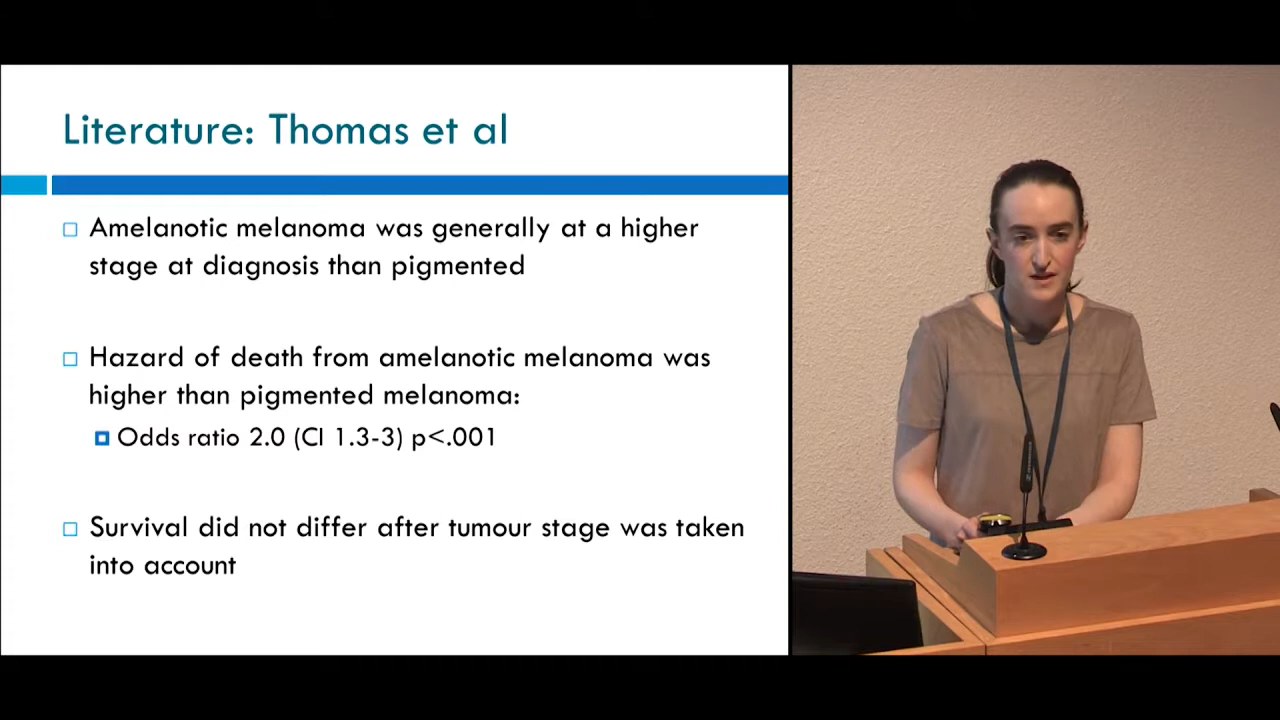 Literature: Thomas et al
Amelanotic melanoma was generally at a higher
stage at diagnosis than pigmented
Hazard of death from amelanotic melanoma was
higher than pigmented melanoma:
Odds ratio 2.0 (CI 1.3-3) p<.001
Survival did not differ after tumour stage was taken
into account